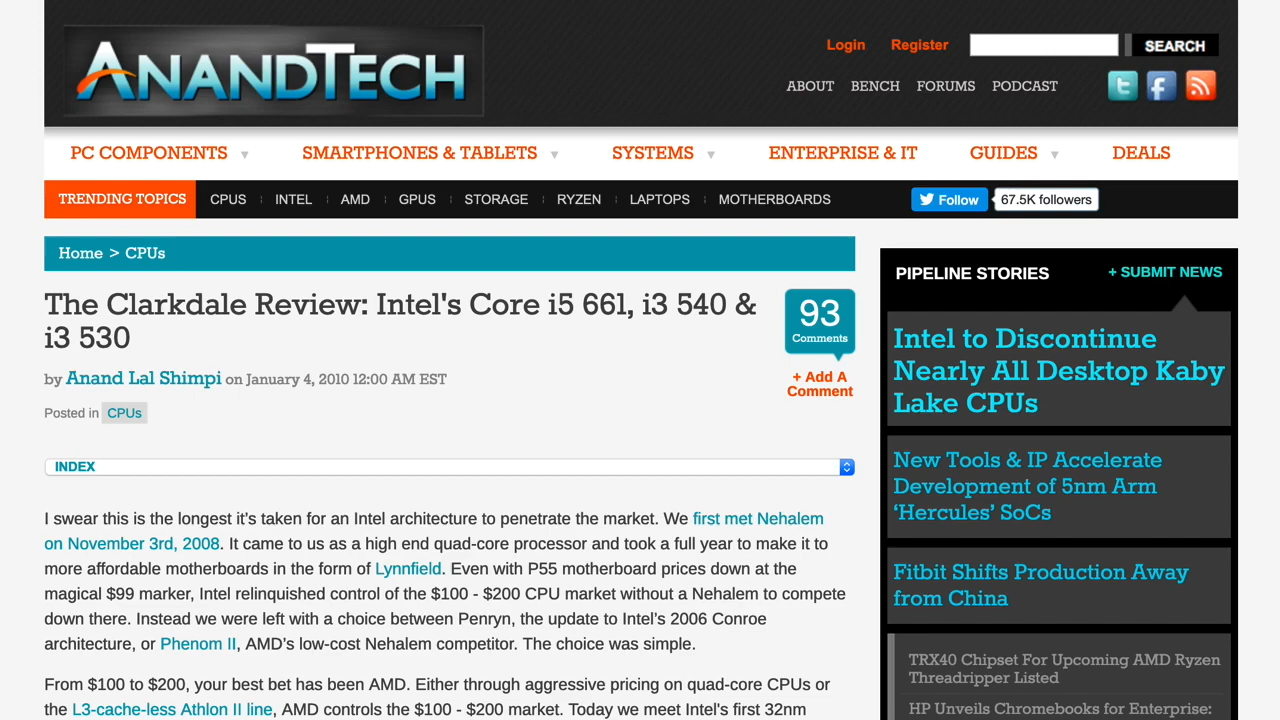 ANANDTECH
Login Register
SEARCH
ABOUT BENCH FORUMS PODCAST
PC COMPONENTS SMARTPHONES & TABLETS SYSTEMS ENTERPRISE & IT GUIDES DEALS
TRENDING TOPICS CPUS INTEL AMD GPUS STORAGE RYZEN LAPTOPS MOTHERBOARDS
Follow 67.5K followers
Home > CPUs
The Clarkdale Review: Intel's Core i5 661, i3 540 &
i3 530
93
Comments
+ Add A
Comment
by Anand Lal Shimpi on January 4, 2010 12:00 AM EST
Posted in CPUs
INDEX
I swear this is the longest it’s taken for an Intel architecture to penetrate the market. We first met Nehalem
on November 3rd, 2008. It came to us as a high end quad-core processor and took a full year to make it to
more affordable motherboards in the form of Lynnfield. Even with P55 motherboard prices down at the
magical $99 marker, Intel relinquished control of the $100 - $200 CPU market without a Nehalem to compete
down there. Instead we were left with a choice between Penryn, the update to Intel’s 2006 Conroe
architecture, or Phenom II, AMD’s low-cost Nehalem competitor. The choice was simple.
From $100 to $200, your best bet has been AMD. Either through aggressive pricing on quad-core CPUs or
the L3-cache-less Athlon II line, AMD controls the $100 - $200 market. Today we meet Intel's first 32nm
PIPELINE STORIES + SUBMIT NEWS
Intel to Discontinue
Nearly All Desktop Kaby
Lake CPUs
New Tools & IP Accelerate
Development of 5nm Arm
‘Hercules’ SoCs
Fitbit Shifts Production Away
from China
TRX40 Chipset For Upcoming AMD Ryzen
Threadripper Listed
HP Unveils Chromebooks for Enterprise: